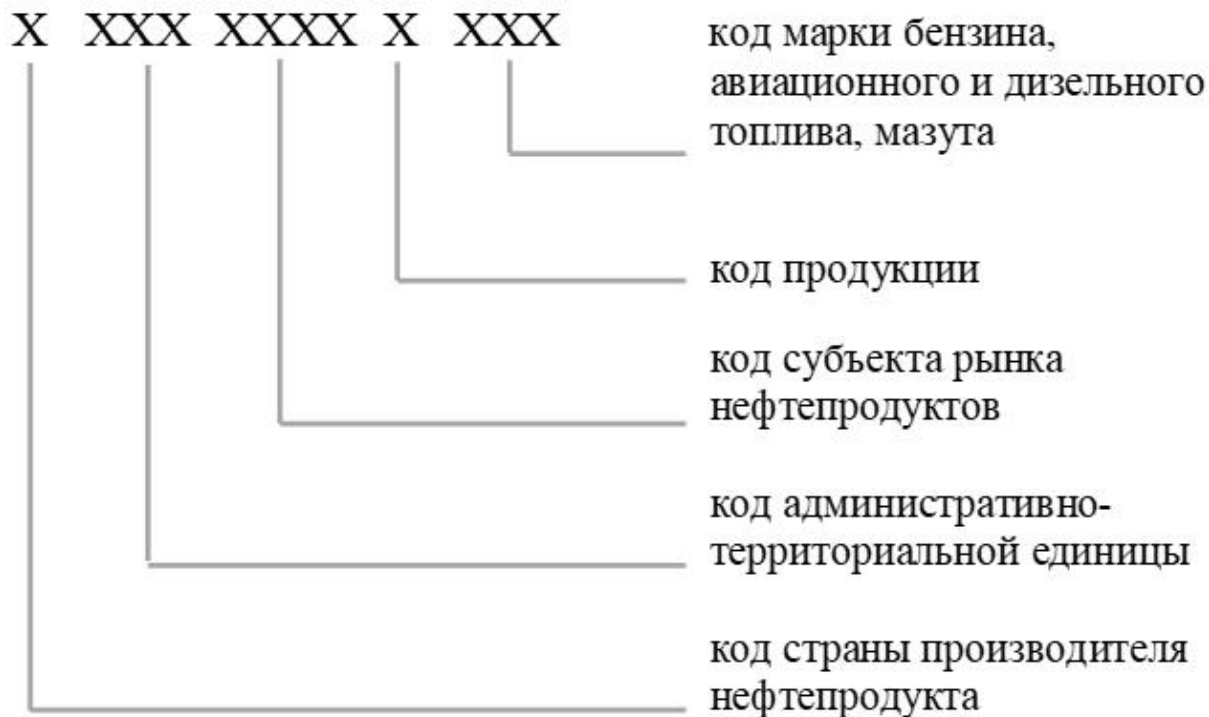 X XXX XXXX X XXX
код марки бензина,
авиационного и дизельного
топлива, мазута
код продукции
код субъекта рынка
нефтепродуктов
код административно-
территориальной единицы
код страны производителя
нефтепродукта